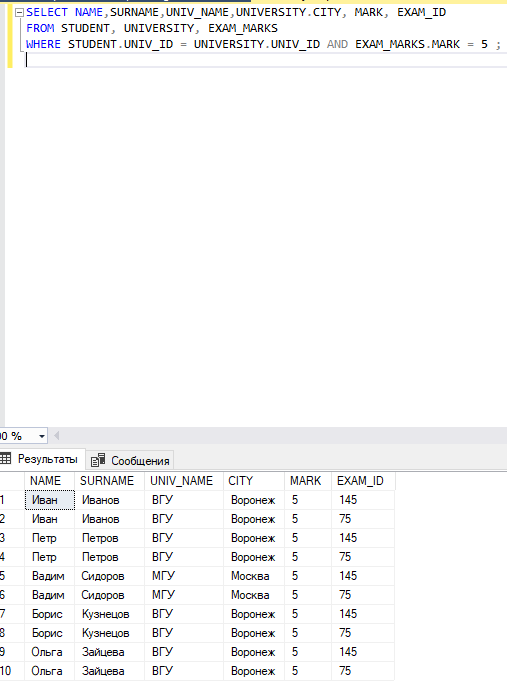 SELECT NAME,SURNAME,UNIV_NAME,UNIVERSITY.CITY, MARK, EXAM_ID
FROM STUDENT, UNIVERSITY, EXAM_MARKS
WHERE STUDENT.UNIV_ID = UNIVERSITY.UNIV_ID AND EXAM_MARKS.MARK = 5 ;
00 %
Результаты Сообщения
NAME SURNAME UNIV_NAME CITY MARK EXAM_ID
1 Иван Иванов ВГУ Воронеж 5 145
2 Иван Иванов ВГУ Воронеж 5 75
3 Петр Петров ВГУ Воронеж 5 145
4 Петр Петров ВГУ Воронеж 5 75
5 Вадим Сидоров МГУ Москва 5 145
6 Вадим Сидоров МГУ Москва 5 75
7 Борис Кузнецов ВГУ Воронеж 5 145
8 Борис Кузнецов ВГУ Воронеж 5 75
9 Ольга Зайцева ВГУ Воронеж 5 145
10 Ольга Зайцева ВГУ Воронеж 5 75